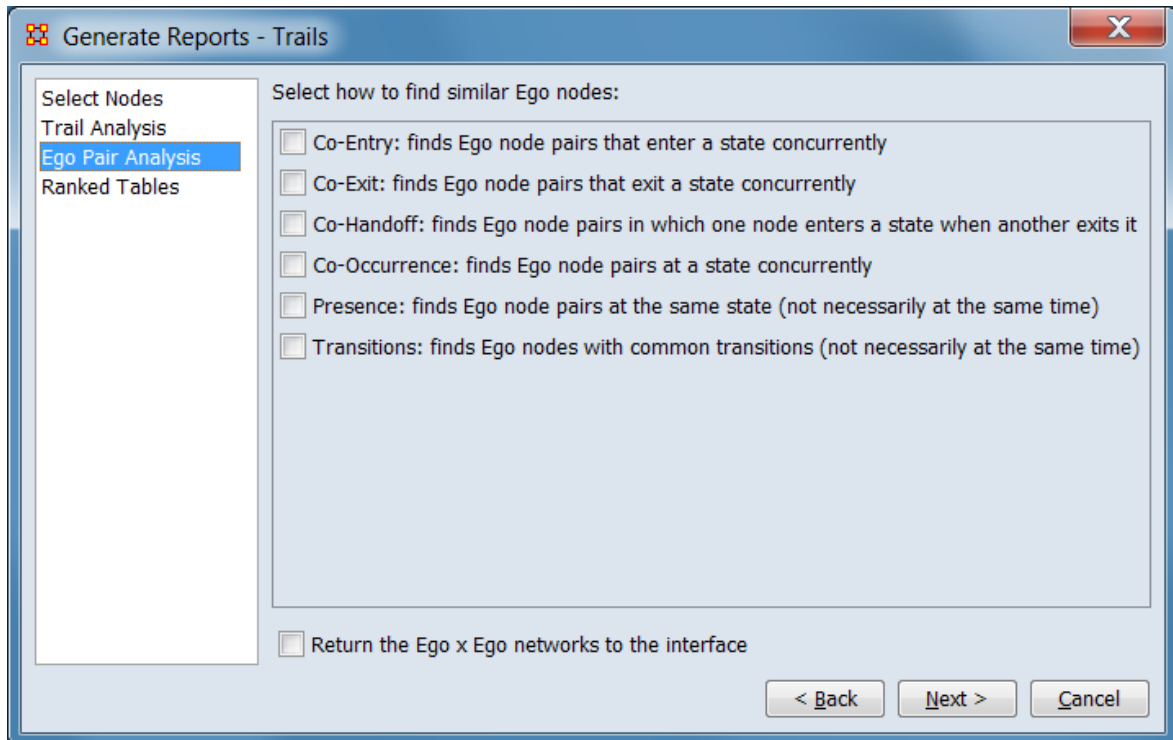 Generate Reports - Trails
X
Select Nodes
Trail Analysis
Ego Pair Analysis
Ranked Tables
Select how to find similar Ego nodes:
Co-Entry: finds Ego node pairs that enter a state concurrently
Co-Exit: finds Ego node pairs that exit a state concurrently
Co-Handoff: finds Ego node pairs in which one node enters a state when another exits it
Co-Occurrence: finds Ego node pairs at a state concurrently
Presence: finds Ego node pairs at the same state (not necessarily at the same time)
Transitions: finds Ego nodes with common transitions (not necessarily at the same time)
Return the Ego x Ego networks to the interface
< Back
Next >
Cancel